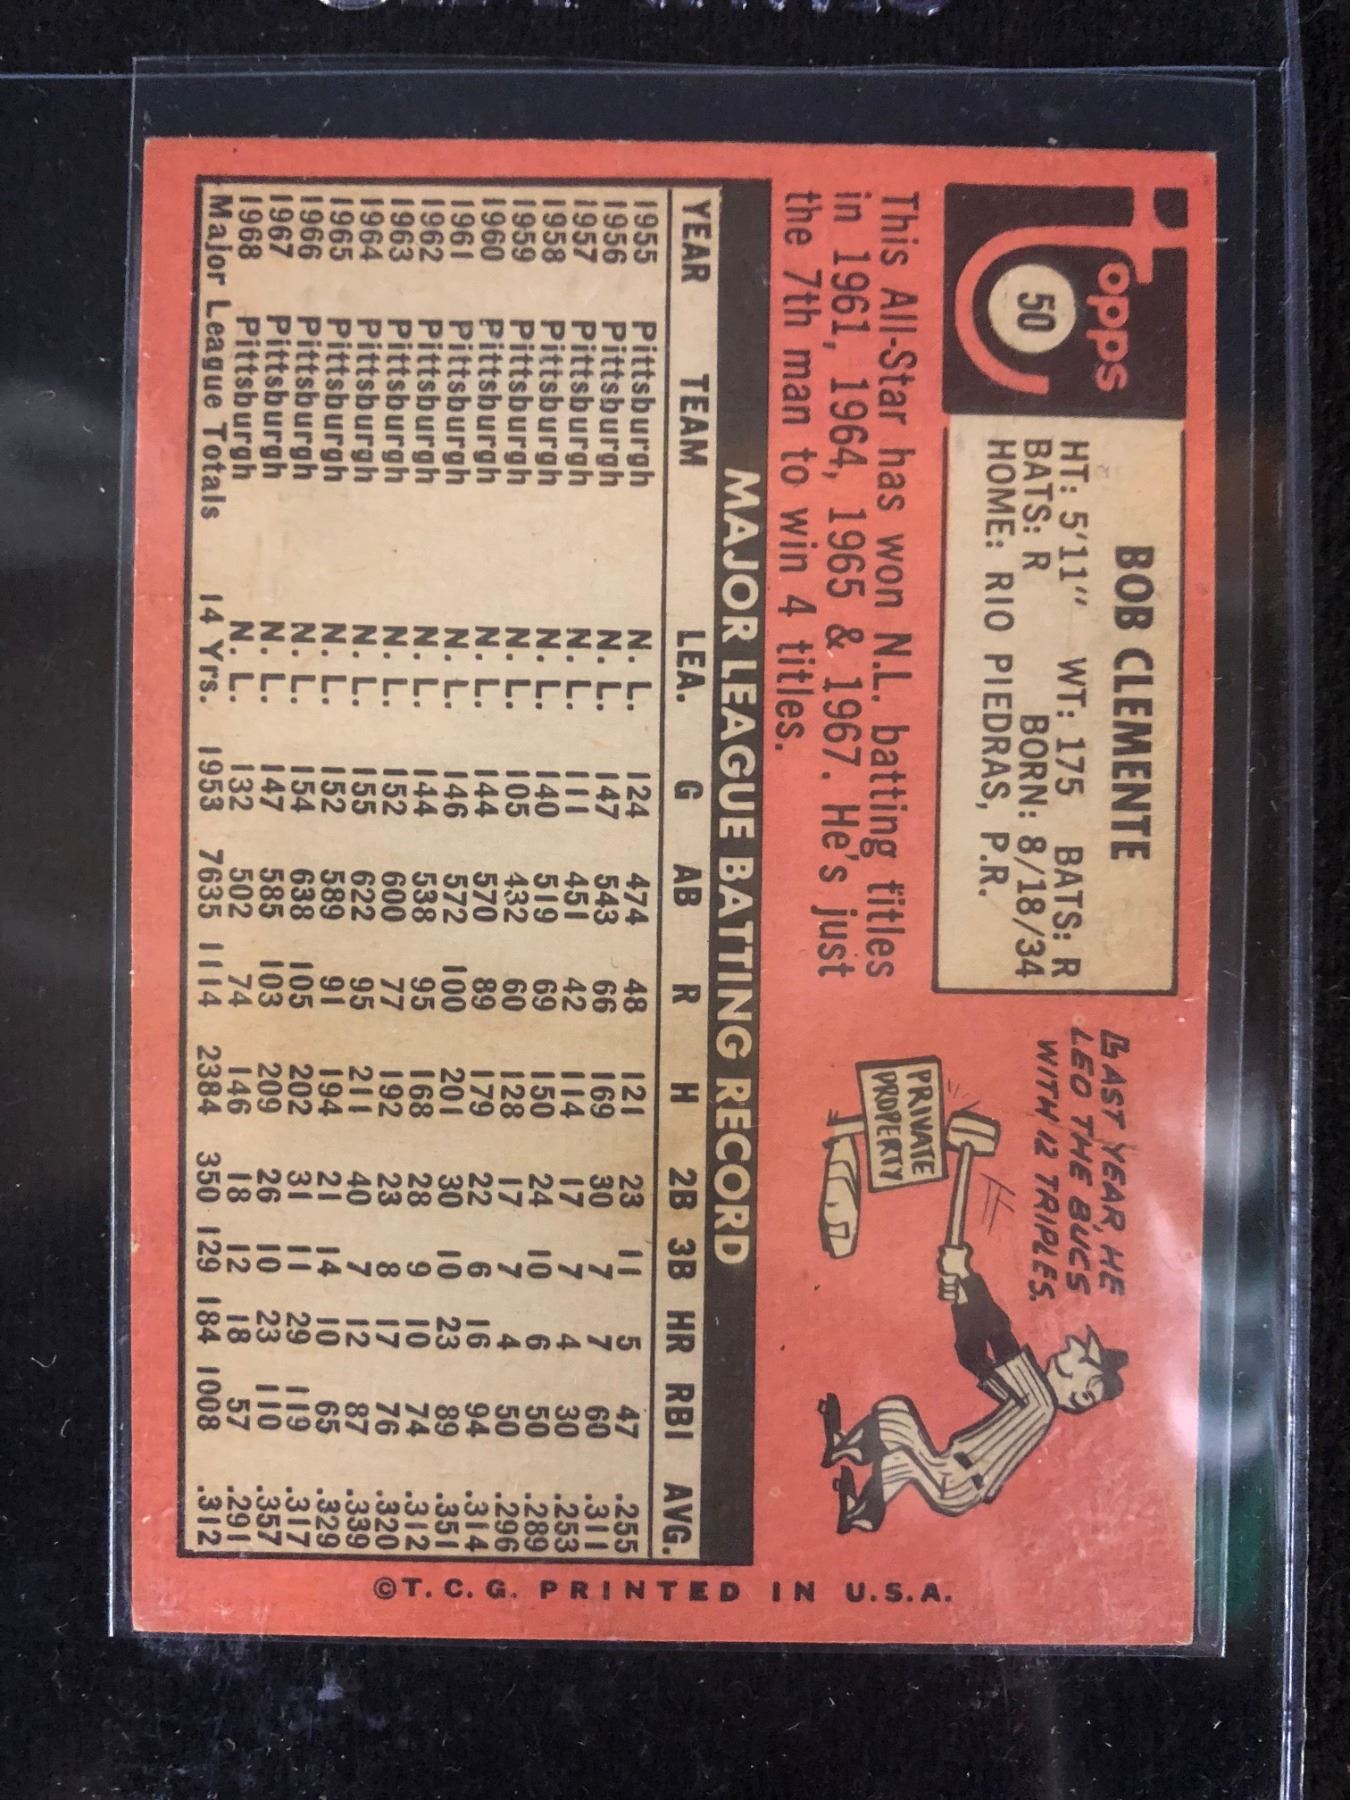 Topps
50
BOB CLEMENTE
HT: 5'11" WT: 175 BATS: R
BATS: R BORN: 8/18/34
HOME: RIO PIEDRAS, P.R.
LAST YEAR, HE
LED THE BUCS
WITH 12 TRIPLES.
PRIVATE
PROPERTY
This All-Star has won N.L. batting titles
in 1961, 1964, 1965 & 1967. He's just
the 7th man to win 4 titles.
MAJOR LEAGUE BATTING RECORD
YEAR TEAM LEA. G AB R H 2B 3B HR RBI AVG.
1955 Pittsburgh N. L. 124 474 48 121 23 11 5 47 .255
1956 Pittsburgh N. L. 147 543 66 169 30 7 7 60 .311
1957 Pittsburgh N. L. 111 451 42 114 17 7 4 30 .253
1958 Pittsburgh N. L. 140 519 69 150 24 10 6 50 .289
1959 Pittsburgh N. L. 105 432 60 128 17 7 4 50 .296
1960 Pittsburgh N. L. 144 570 89 179 22 6 16 94 .314
1961 Pittsburgh N. L. 146 572 100 201 30 10 23 89 .351
1962 Pittsburgh N. L. 144 538 95 168 28 9 10 74 .312
1963 Pittsburgh N. L. 152 600 77 192 23 8 17 76 .320
1964 Pittsburgh N. L. 155 622 95 211 40 7 12 87 .339
1965 Pittsburgh N. L. 152 589 91 194 21 14 10 65 .329
1966 Pittsburgh N. L. 154 638 105 202 31 11 29 119 .317
1967 Pittsburgh N. L. 147 585 103 209 26 10 23 110 .357
1968 Pittsburgh N. L. 132 502 74 146 18 12 18 57 .291
Major League Totals 14 Yrs. 1953 7635 1114 2384 350 129 184 1008 .312
©T.C.G. PRINTED IN U.S.A.